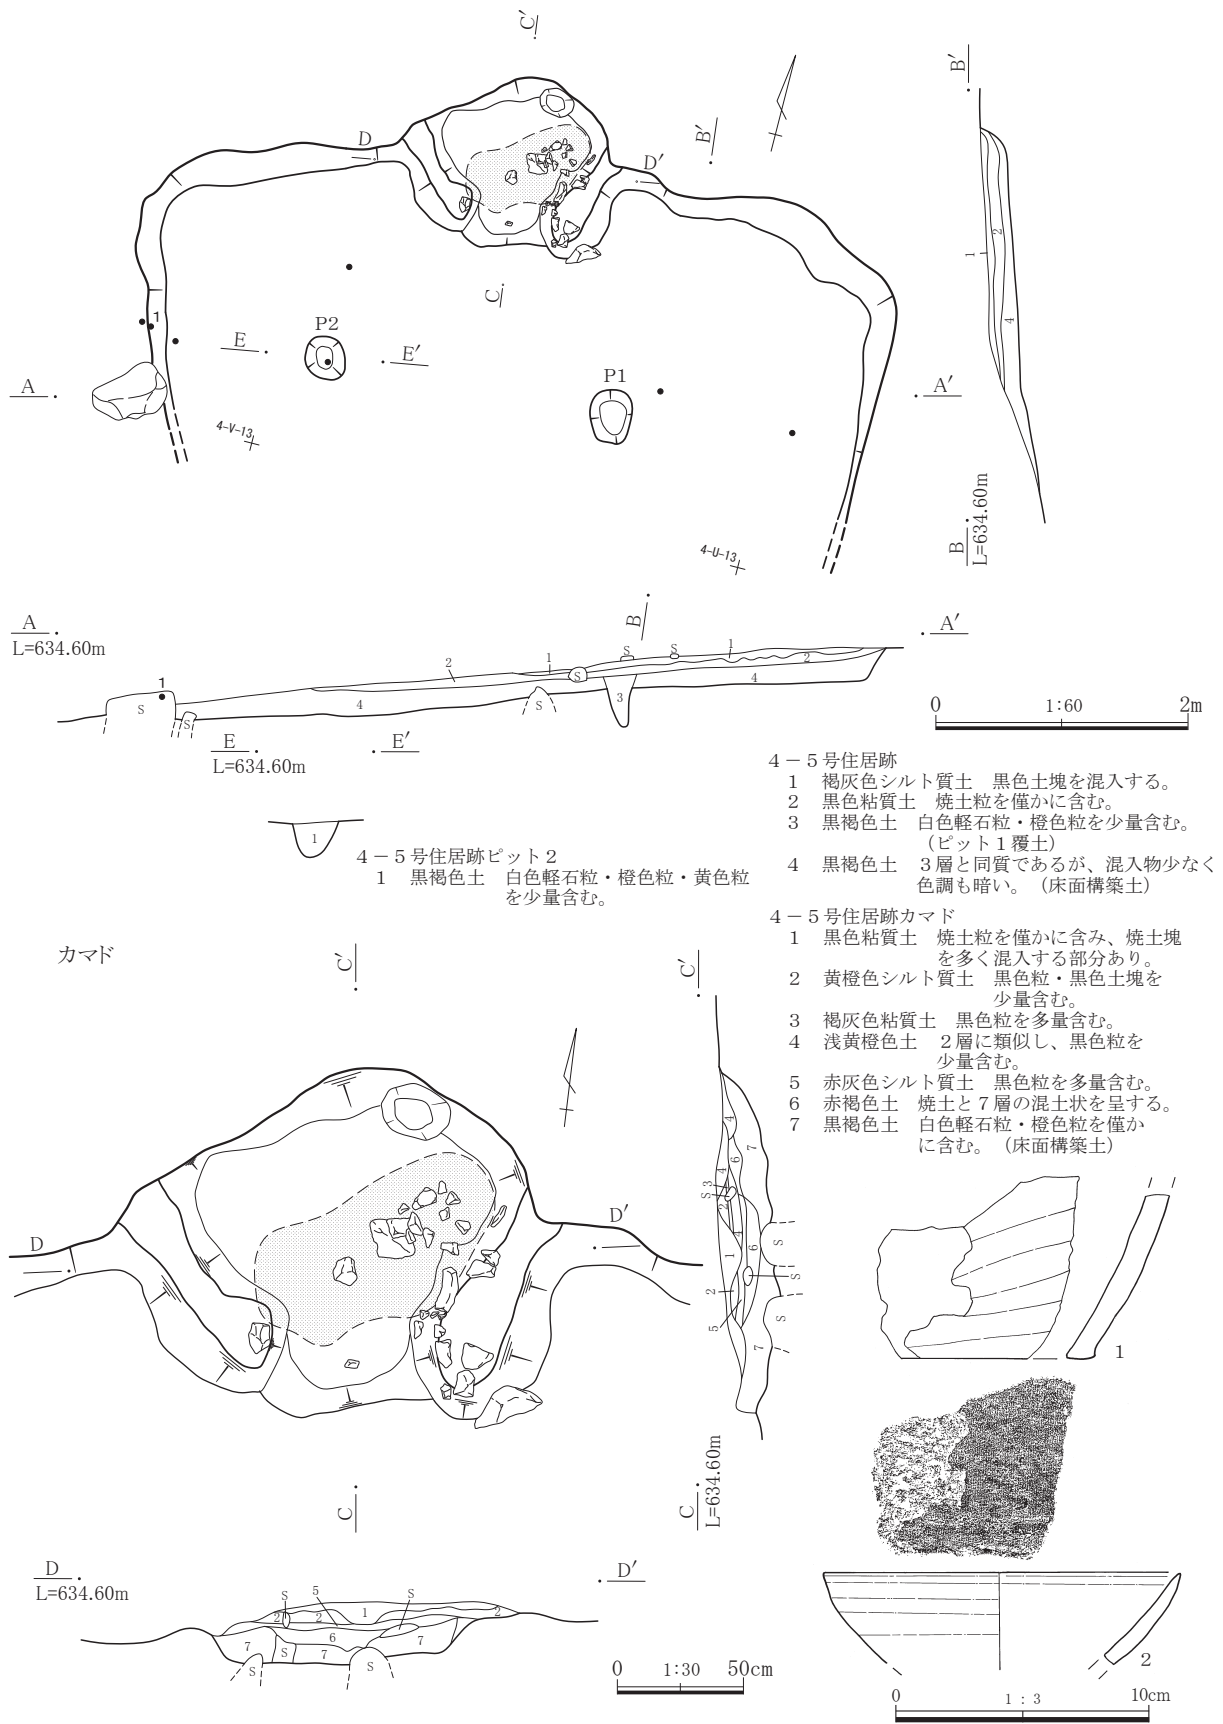 C′
B′
B′
D
D′
1
2
4
C
1
P2
E
E′
P1
A
A′
4-V-13
4-U-13
B
L=634.60m
A
L=634.60m
B
A′
1
S
S
2
1
S
1
2
3
4
4
S
S
S
0
1:60
2m
E
L=634.60m
E′
1
4－5号住居跡ピット2
1 黒褐色土 白色軽石粒・橙色粒・黄色粒
を少量含む。
4－5号住居跡
1 褐灰色シルト質土 黒色土塊を混入する。
2 黒色粘質土 焼土粒を僅かに含む。
3 黒褐色土 白色軽石粒・橙色粒を少量含む。
（ピット1覆土）
4 黒褐色土 3層と同質であるが、混入物少なく
色調も暗い。（床面構築土）
4－5号住居跡カマド
1 黒色粘質土 焼土粒を僅かに含み、焼土塊
を多く混入する部分あり。
2 黄橙色シルト質土 黒色粒・黒色土塊を
少量含む。
3 褐灰色粘質土 黒色粒を多量含む。
4 浅黄橙色土 2層に類似し、黒色粒を
少量含む。
5 赤灰色シルト質土 黒色粒を多量含む。
6 赤褐色土 焼土と7層の混土状を呈する。
7 黒褐色土 白色軽石粒・橙色粒を僅か
に含む。（床面構築土）
カマド
C′
C′
D
D′
4
7
6
4
3
S
2
4
1
6
S
S
2
S
5
7
C
C
L=634.60m
D
L=634.60m
D′
S
5
S
2
2
1
2
6
7
S
7
7
S
S
0
1:30
50cm
1
2
0
1 : 3
10cm